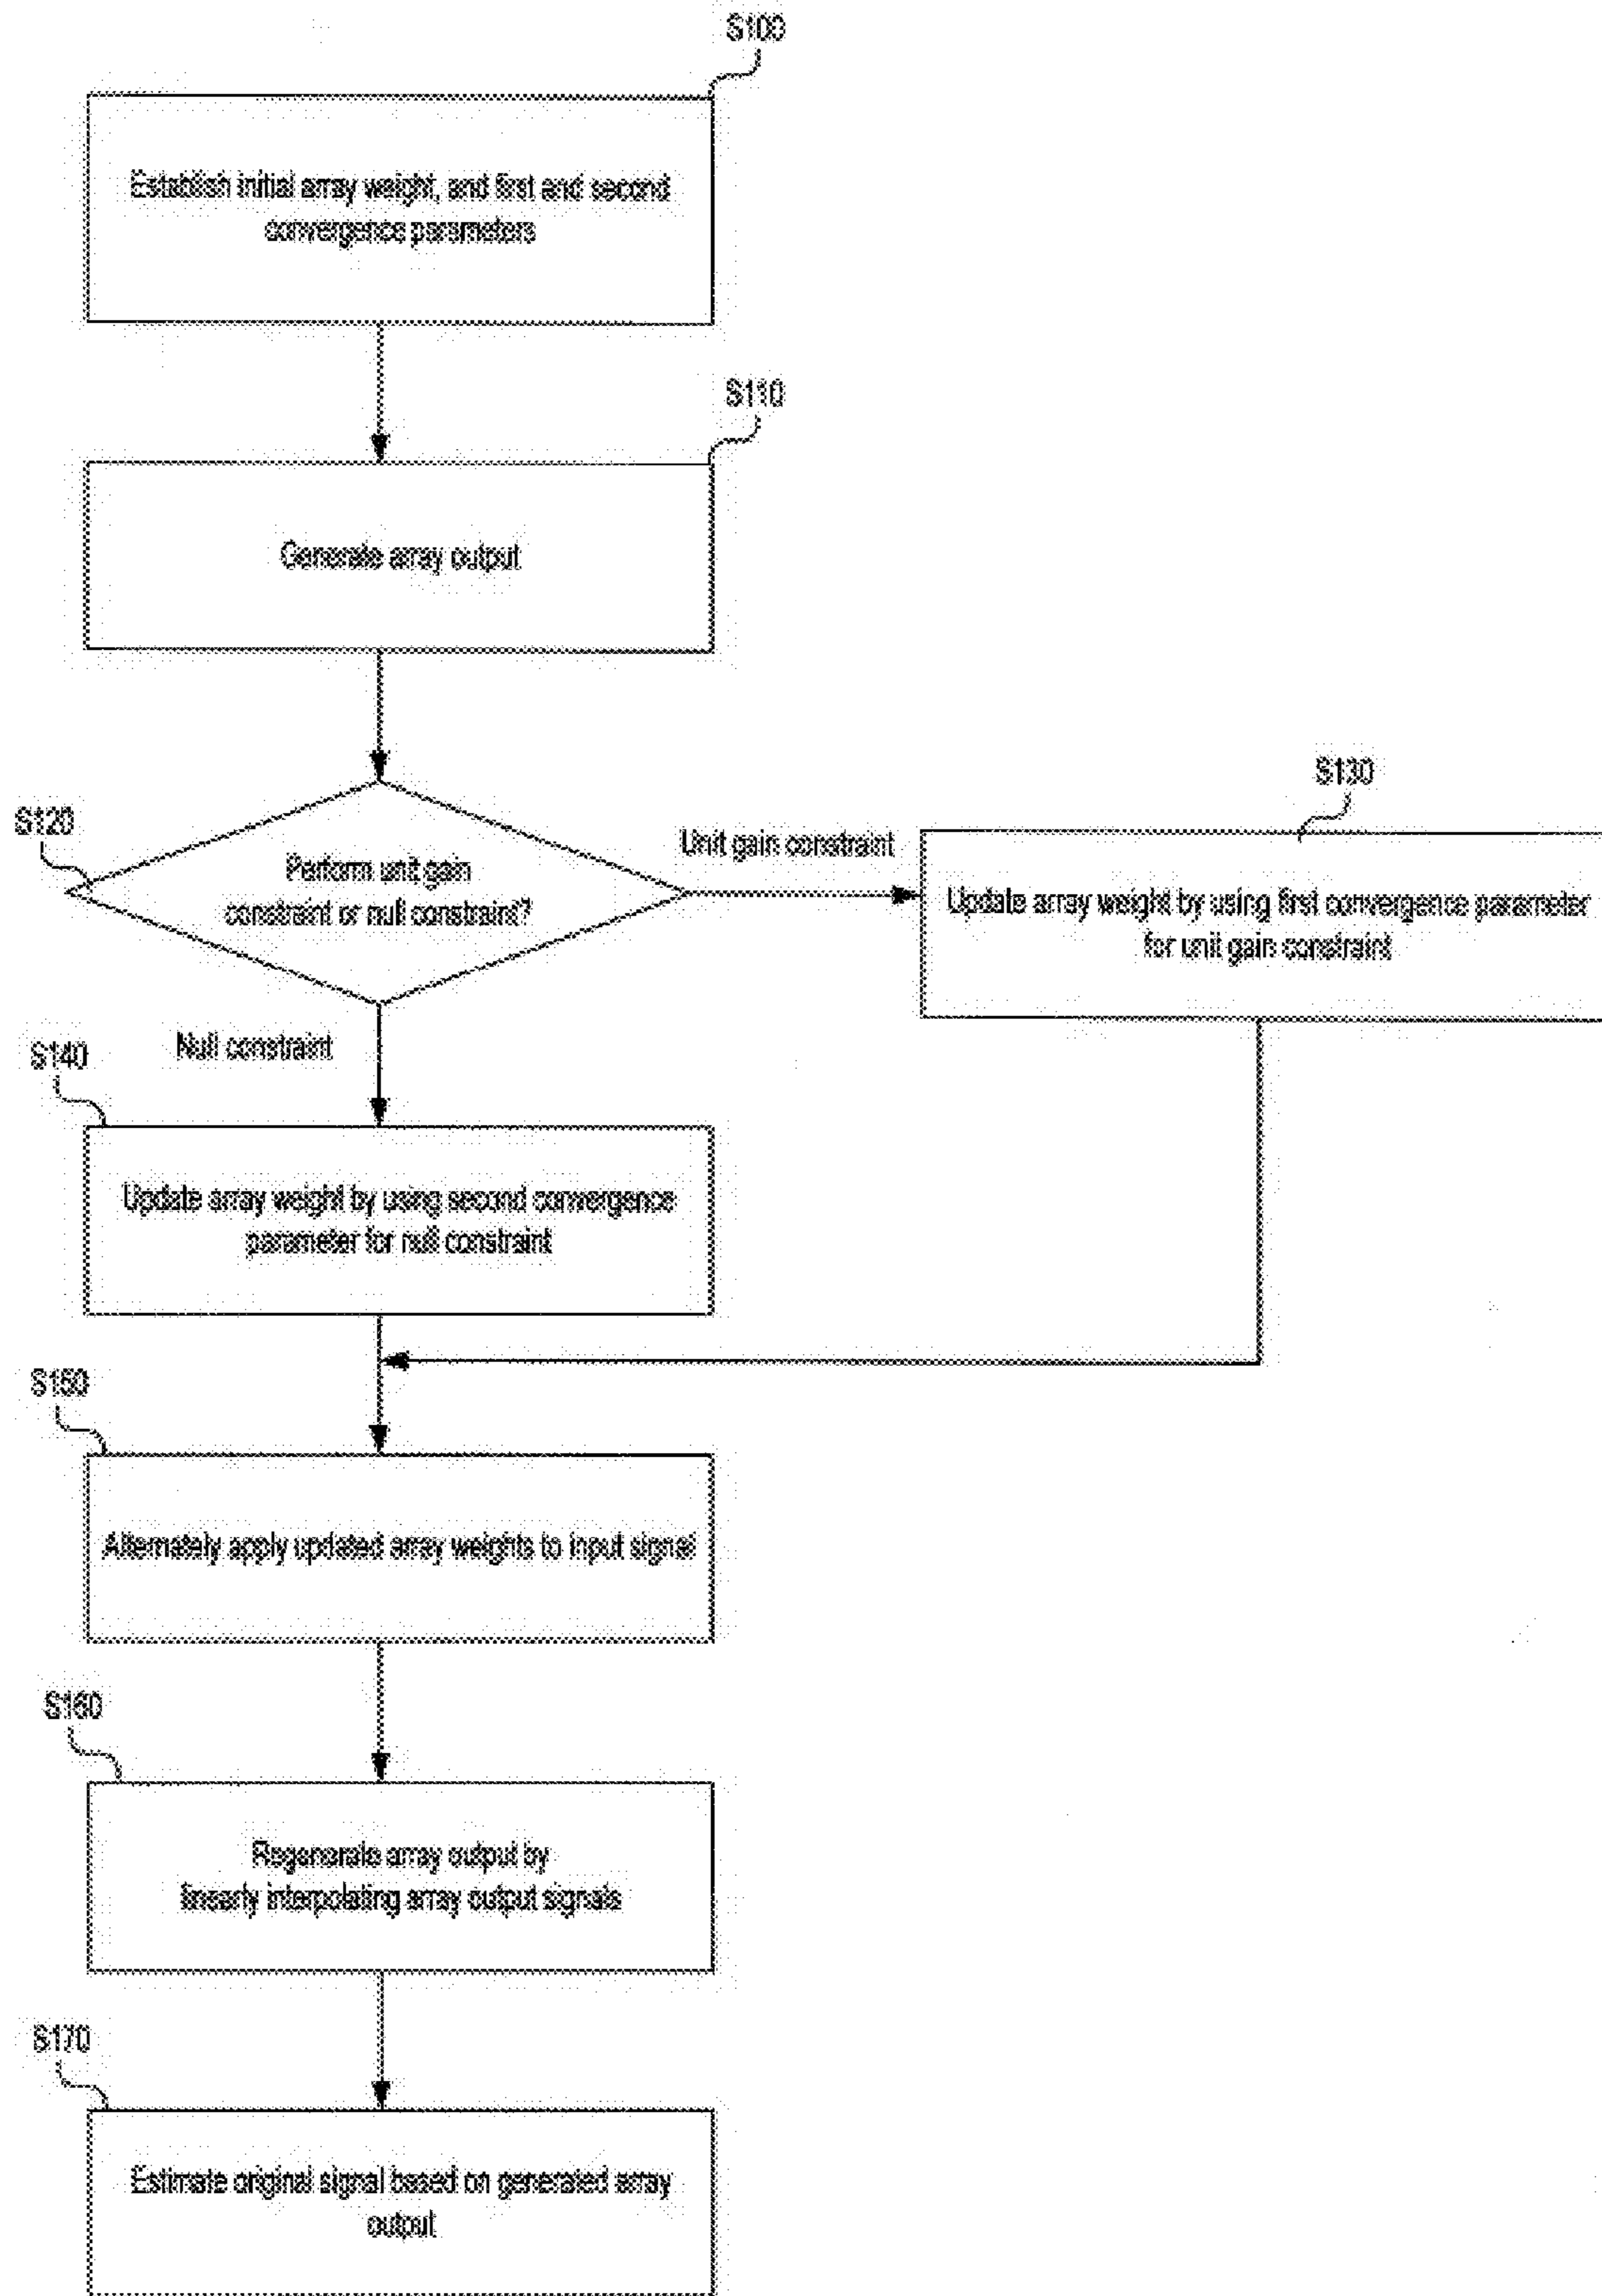 S100
Establish initial array weight, and first and second
convergence parameters
S110
Generate array output
S120
Perform unit gain
constraint or null constraint?
Unit gain constraint
S130
Update array weight by using first convergence parameter
for unit gain constraint
Null constraint
S140
Update array weight by using second convergence
parameter for null constraint
S150
Alternately apply updated array weights to input signal
S160
Regenerate array output by
linearly interpolating array output signals
S170
Estimate original signal based on generated array
output